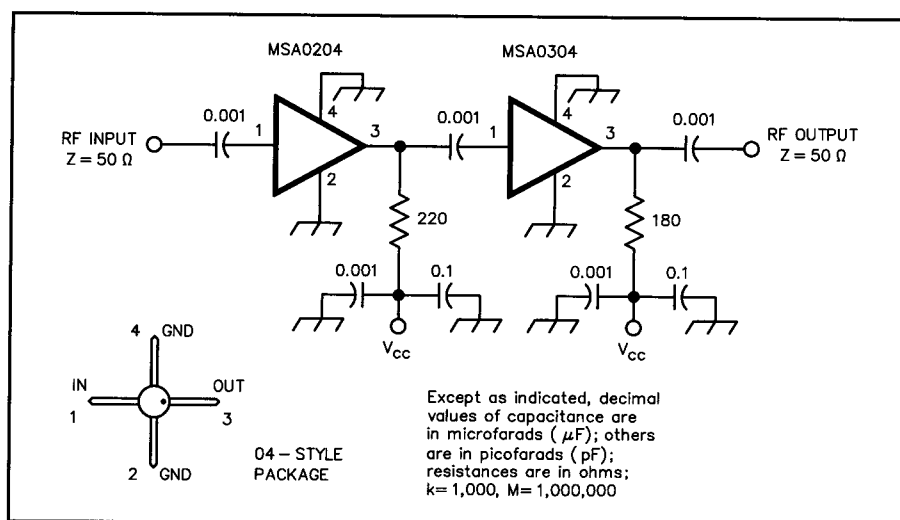 MSA0204
MSA0304
0.001
4
0.001
4
0.001
RF INPUT
Z = 50 Ω
1
3
1
3
RF OUTPUT
Z = 50 Ω
2
2
220
180
0.001
0.1
0.001
0.1
VCC
VCC
4
GND
IN
OUT
1
3
2
GND
04 – STYLE
PACKAGE
Except as indicated, decimal
values of capacitance are
in microfarads ( μF); others
are in picofarads ( pF);
resistances are in ohms;
k= 1,000, M= 1,000,000